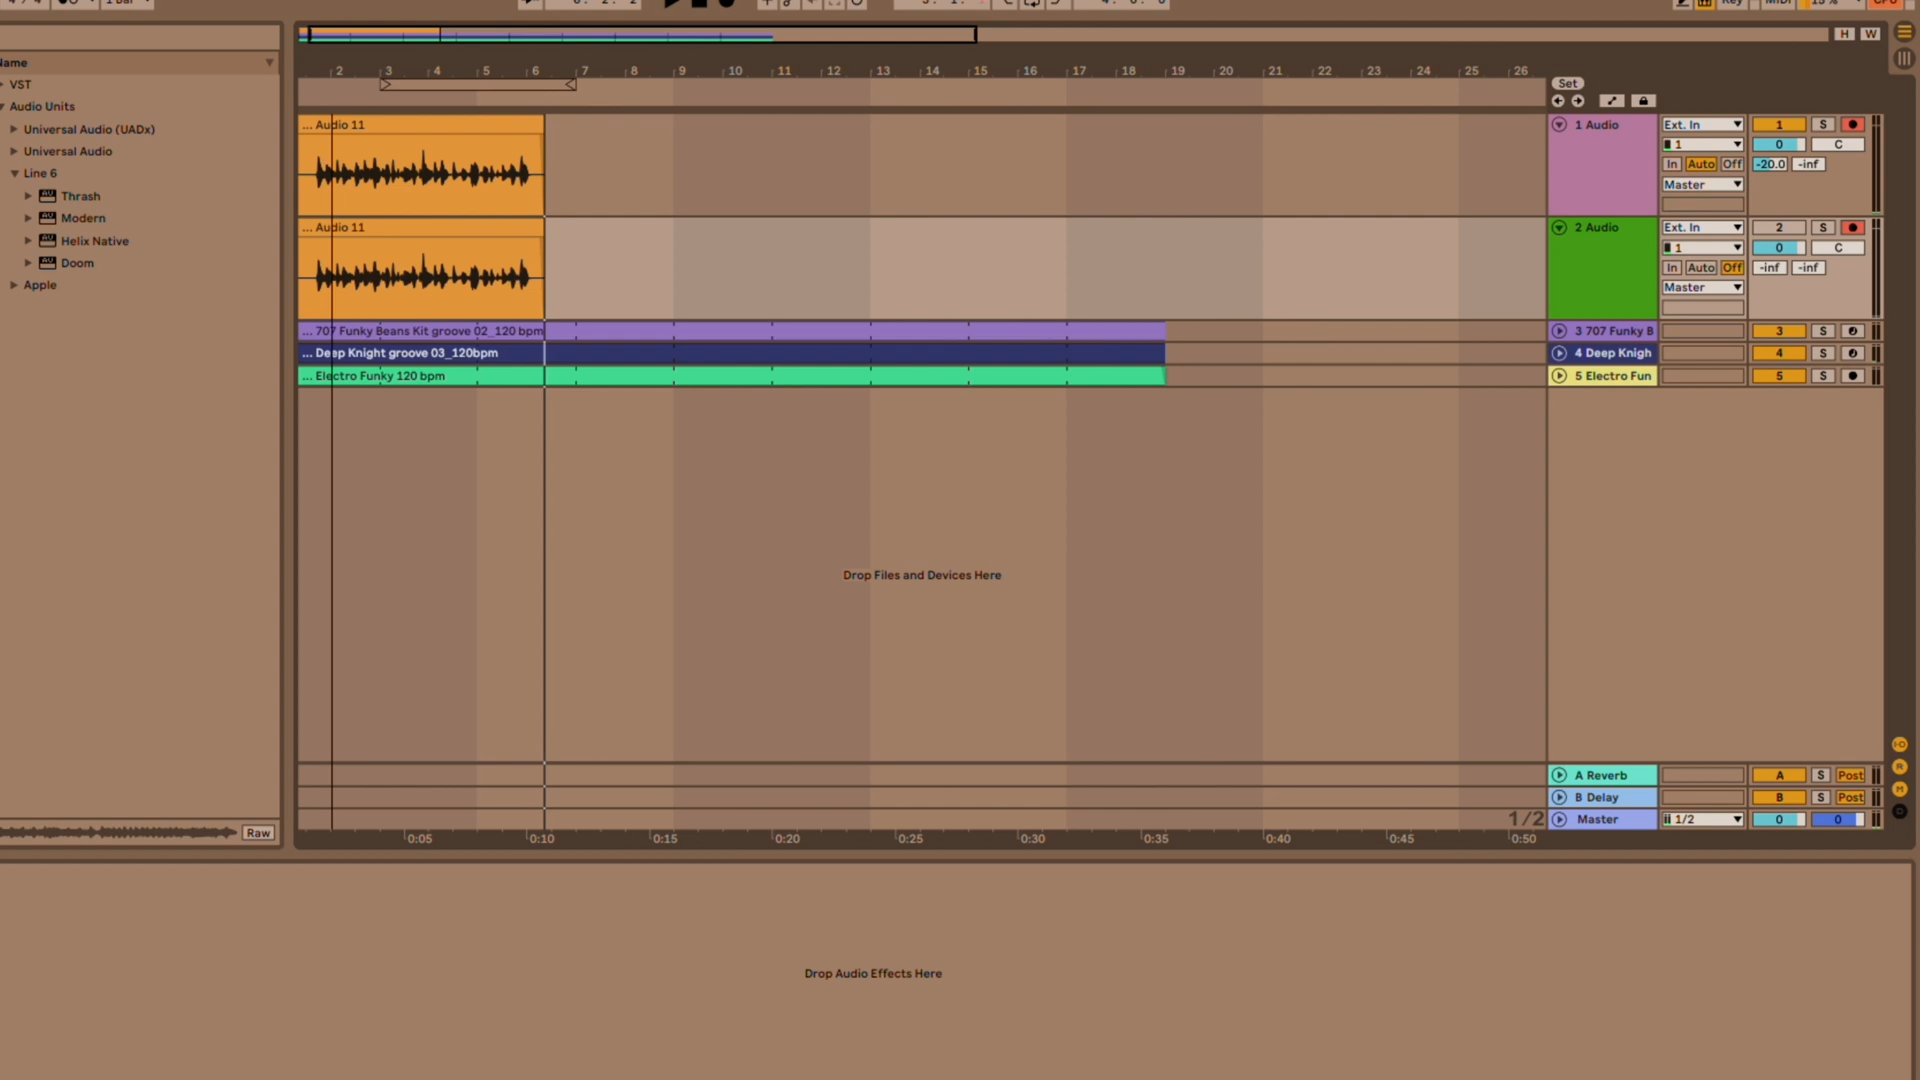 H W
Name
2 3 4 5 6 7 8 9 10 11 12 13 14 15 16 17 18 19 20 21 22 23 24 25 26
VST
Set
Audio Units
... Audio 11
1 Audio
Ext. In
1
S
Universal Audio (UADx)
1
0
C
Universal Audio
In Auto Off
-20.0
-inf
Line 6
Master
Thrash
Modern
... Audio 11
2 Audio
Ext. In
2
S
Helix Native
1
0
C
Doom
In Auto Off
-inf
-inf
Apple
Master
... 707 Funky Beans Kit groove 02_120 bpm
3 707 Funky B
3
S
... Deep Knight groove 03_120bpm
4 Deep Knigh
4
S
... Electro Funky 120 bpm
5 Electro Fun
5
S
Drop Files and Devices Here
A Reverb
A
S
Post
B Delay
B
S
Post
1/2
Master
1/2
0
0
Raw
0:05 0:10 0:15 0:20 0:25 0:30 0:35 0:40 0:45 0:50
Drop Audio Effects Here